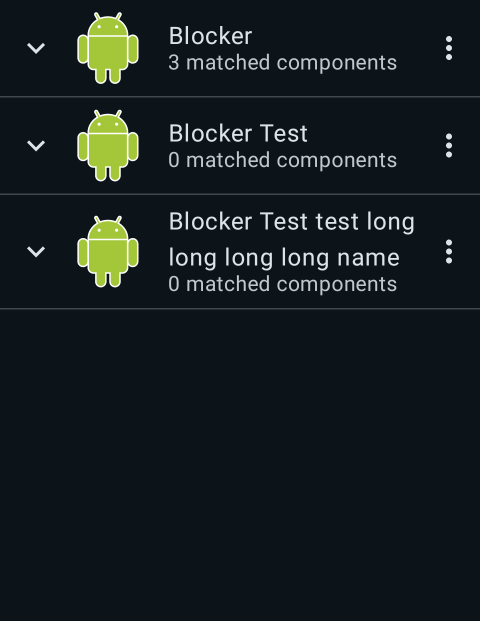 Blocker
3 matched components
Blocker Test
0 matched components
Blocker Test test long
long long long name
0 matched components